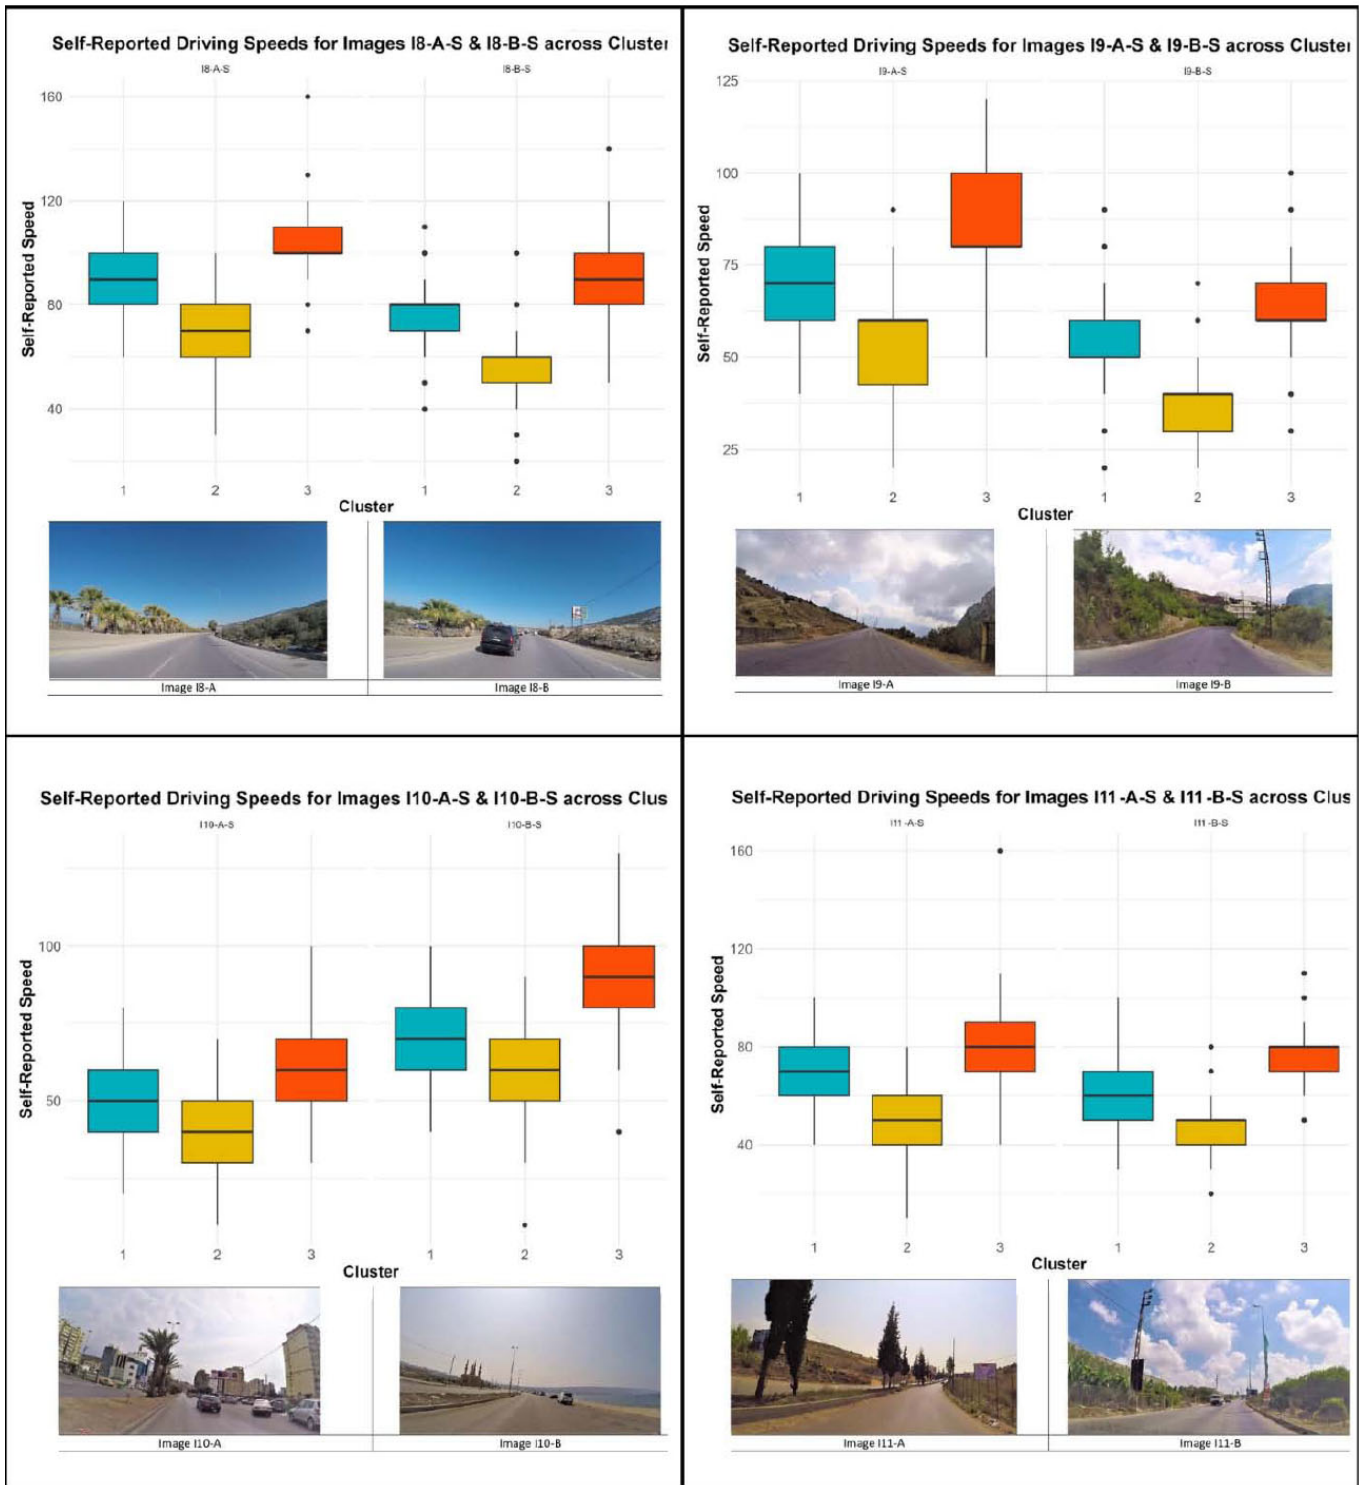 Self-Reported Driving Speeds for Images I8-A-S & I8-B-S across Cluster
I8-A-S
I8-B-S
160
120
80
40
Self-Reported Speed
1
2
3
1
2
3
Cluster
Image I8-A
Image I8-B
Self-Reported Driving Speeds for Images I9-A-S & I9-B-S across Cluster
I9-A-S
I9-B-S
125
100
75
50
25
Self-Reported Speed
1
2
3
1
2
3
Cluster
Image I9-A
Image I9-B
Self-Reported Driving Speeds for Images I10-A-S & I10-B-S across Clus
I10-A-S
I10-B-S
100
50
Self-Reported Speed
1
2
3
1
2
3
Cluster
Image I10-A
Image I10-B
Self-Reported Driving Speeds for Images I11-A-S & I11-B-S across Clus
I11-A-S
I11-B-S
160
120
80
40
Self-Reported Speed
1
2
3
1
2
3
Cluster
Image I11-A
Image I11-B